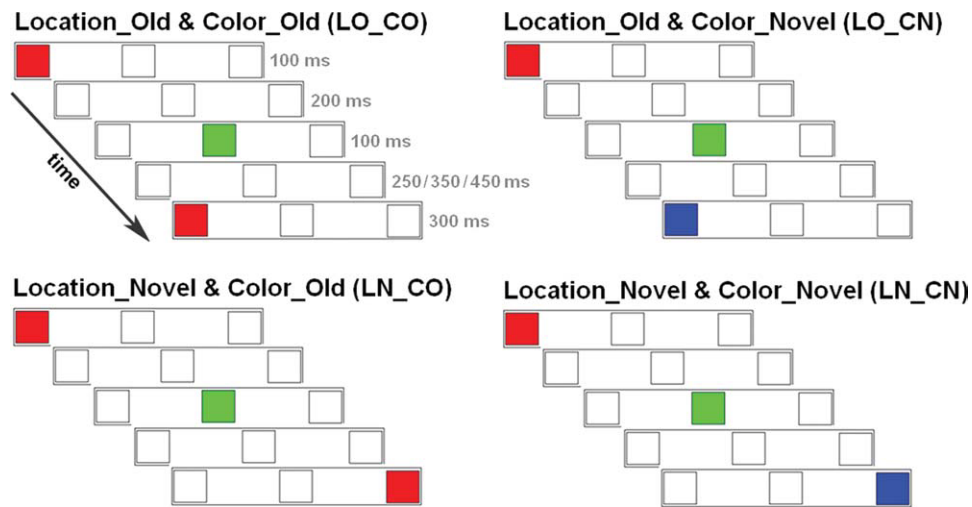 Location_Old & Color_Old (LO_CO)
100 ms
200 ms
100 ms
250/350/450 ms
300 ms
time
Location_Old & Color_Novel (LO_CN)
Location_Novel & Color_Old (LN_CO)
Location_Novel & Color_Novel (LN_CN)